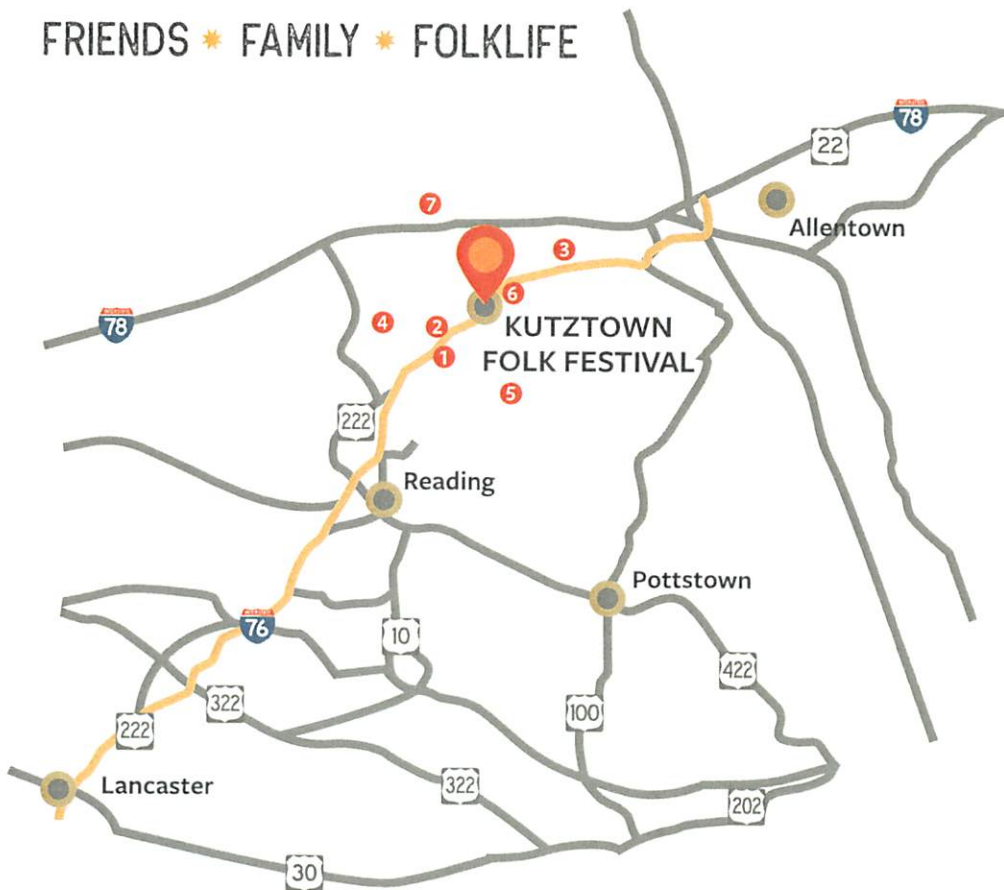 FRIENDS * FAMILY * FOLKLIFE
78
22
7
Allentown
3
6
78
4
2
KUTZTOWN
1
FOLK FESTIVAL
5
222
Reading
Pottstown
76
10
422
322
100
222
Lancaster
322
202
30